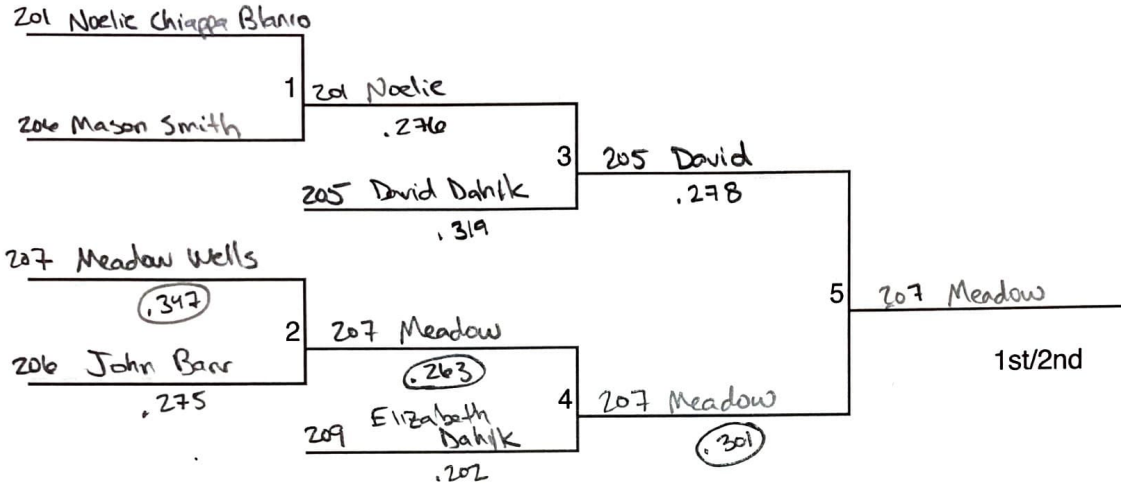 201 Noelie Chiappa Blanco
1
201 Noelie
206 Mason Smith
.276
3
205 David
205 David Dahlk
.278
.319
207 Meadow Wells
.347
5
207 Meadow
2
207 Meadow
206 John Barr
.263
1st/2nd
.275
4
207 Meadow
209 Elizabeth
Dahlk
.301
.202